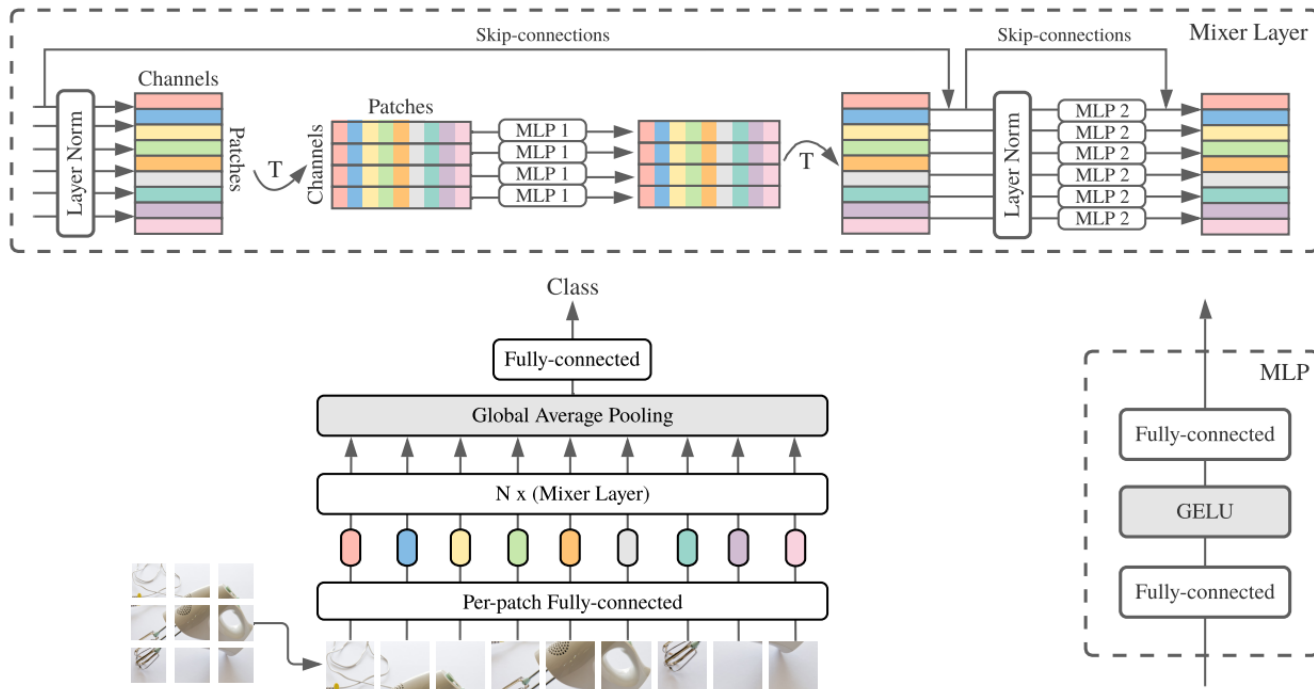 Skip-connections
Skip-connections
Mixer Layer
Channels
Layer Norm
Patches
T
Patches
Channels
MLP 1
MLP 1
MLP 1
MLP 1
T
Layer Norm
MLP 2
MLP 2
MLP 2
MLP 2
MLP 2
MLP 2
Class
Fully-connected
Global Average Pooling
N x (Mixer Layer)
Per-patch Fully-connected
MLP
Fully-connected
GELU
Fully-connected